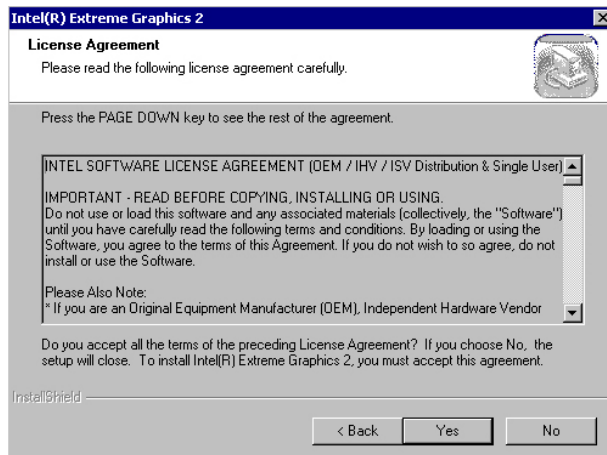 Intel(R) Extreme Graphics 2
License Agreement
Please read the following license agreement carefully.
Press the PAGE DOWN key to see the rest of the agreement.
INTEL SOFTWARE LICENSE AGREEMENT (OEM / IHV / ISV Distribution & Single User)
IMPORTANT - READ BEFORE COPYING, INSTALLING OR USING.
Do not use or load this software and any associated materials (collectively, the "Software")
until you have carefully read the following terms and conditions. By loading or using the
Software, you agree to the terms of this Agreement. If you do not wish to so agree, do not
install or use the Software.
Please Also Note:
* If you are an Original Equipment Manufacturer (OEM), Independent Hardware Vendor
Do you accept all the terms of the preceding License Agreement? If you choose No, the
setup will close. To install Intel(R) Extreme Graphics 2, you must accept this agreement.
InstallShield
< Back
Yes
No